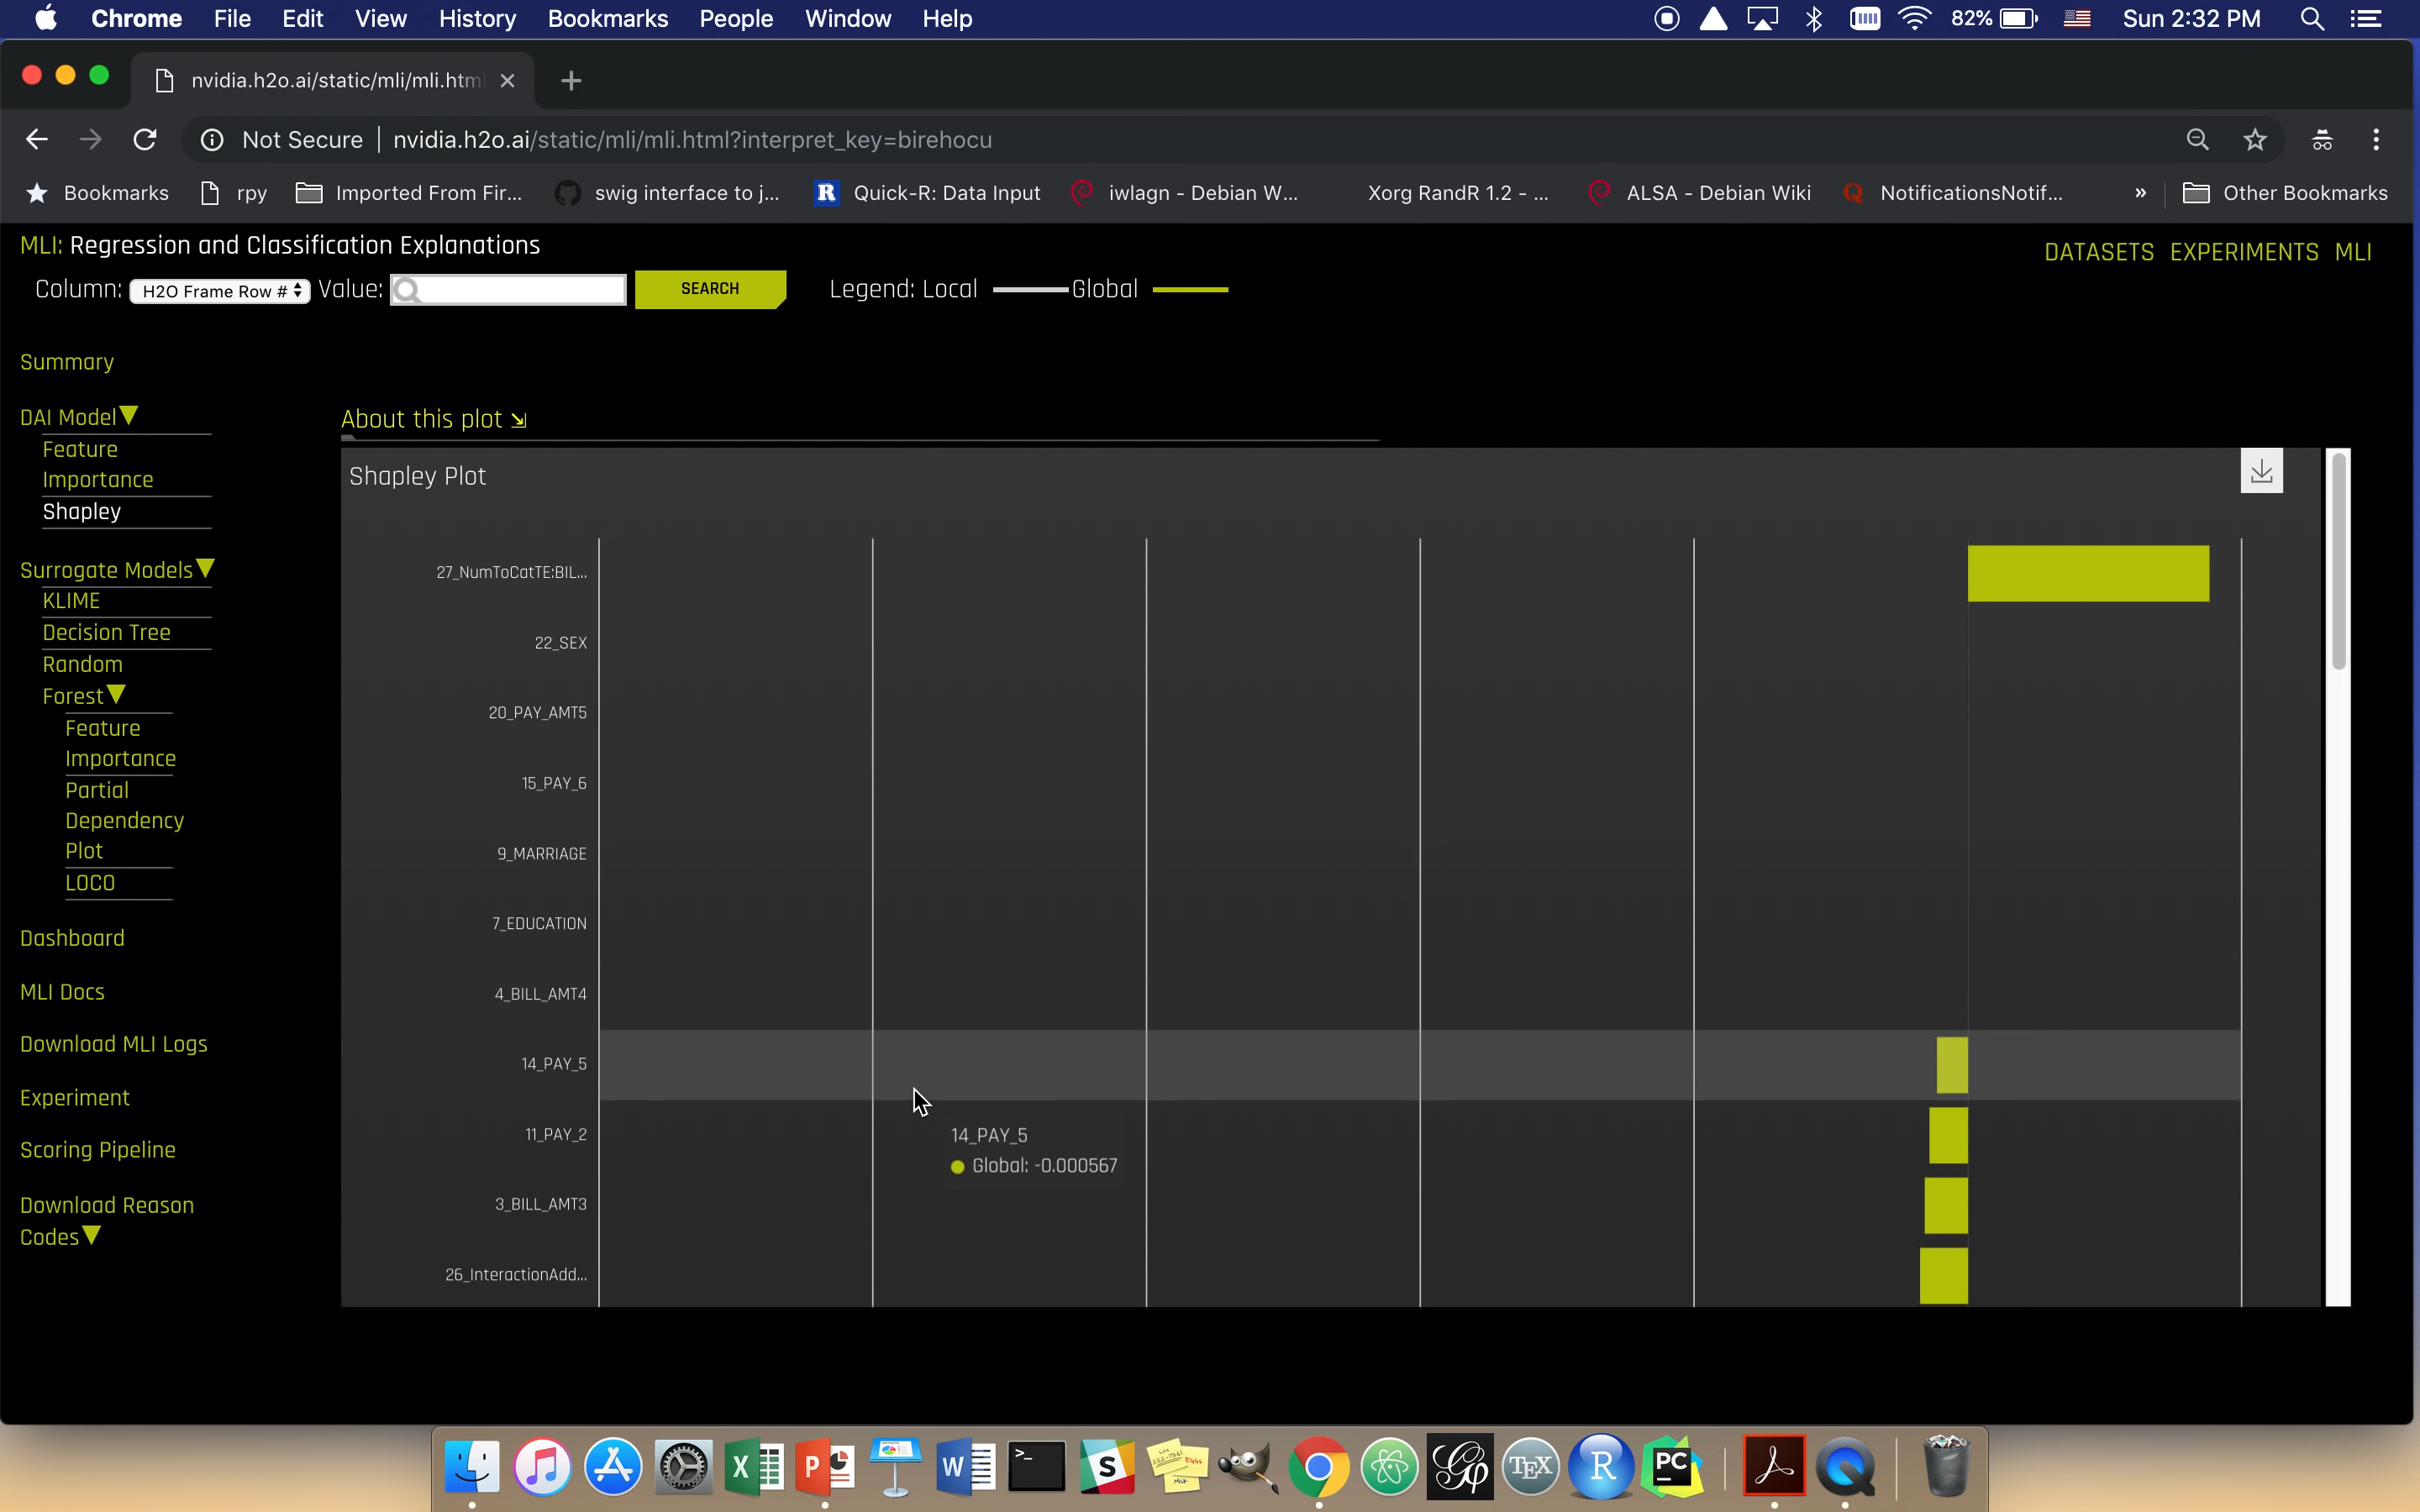 Chrome File Edit View History Bookmarks People Window Help 82% Sun 2:32 PM
nvidia.h2o.ai/static/mli/mli.htm
Not Secure nvidia.h2o.ai/static/mli/mli.html?interpret_key=birehocu
Bookmarks rpy Imported From Fir... swig interface to j... R Quick-R: Data Input iwlagn - Debian W... Xorg RandR 1.2 - ... ALSA - Debian Wiki Q NotificationsNotif... » Other Bookmarks
MLI: Regression and Classification Explanations
DATASETS EXPERIMENTS MLI
Column: H2O Frame Row # Value: SEARCH Legend: Local Global
Summary
DAI Model
Feature
Importance
Shapley
Surrogate Models
KLIME
Decision Tree
Random
Forest
Feature
Importance
Partial
Dependency
Plot
LOCO
Dashboard
MLI Docs
Download MLI Logs
Experiment
Scoring Pipeline
Download Reason
Codes
About this plot
Shapley Plot
27_NumToCatTE:BIL...
22_SEX
20_PAY_AMT5
15_PAY_6
9_MARRIAGE
7_EDUCATION
4_BILL_AMT4
14_PAY_5
11_PAY_2
3_BILL_AMT3
26_InteractionAdd...
14_PAY_5
Global: -0.000567
X P W >_ S TEX R PC